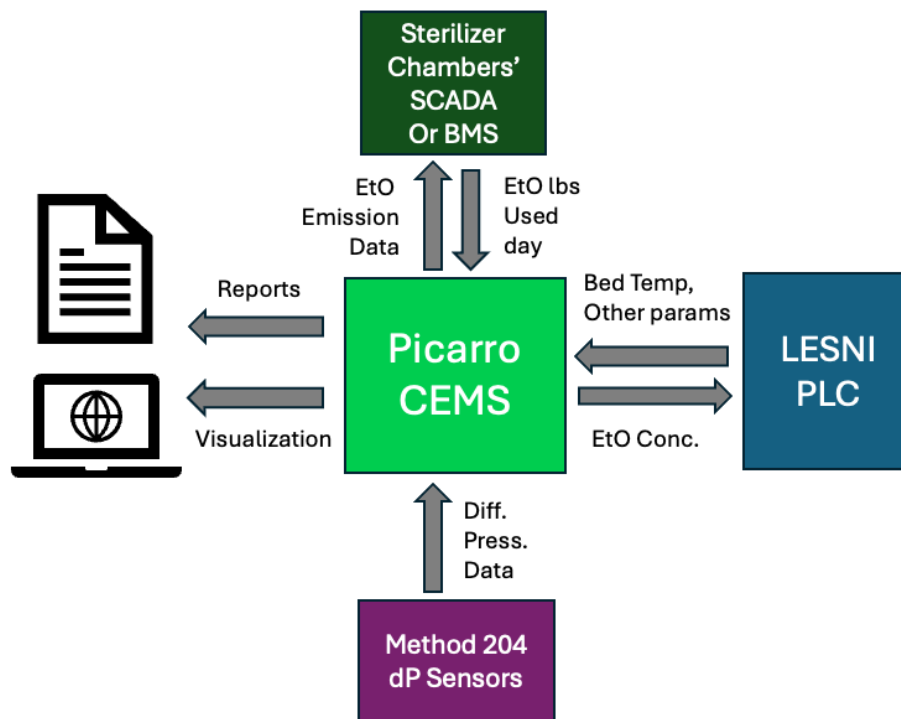 Sterilizer
Chambers’
SCADA
Or BMS
EtO
Emission
Data
EtO lbs
Used
day
Reports
Bed Temp,
Other params
Picarro
CEMS
LESNI
PLC
Visualization
EtO Conc.
Diff.
Press.
Data
Method 204
dP Sensors